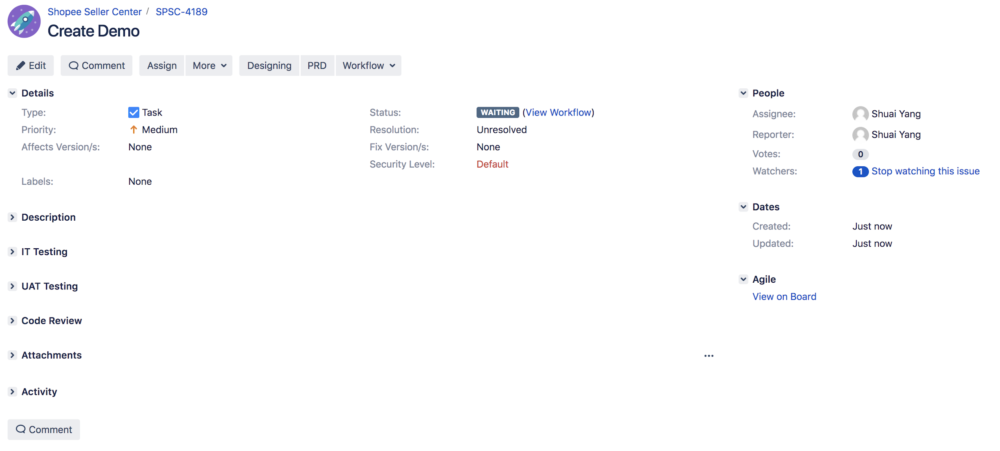 Shopee Seller Center / SPSC-4189
Create Demo
Edit Comment Assign More Designing PRD Workflow
Details
Type: Task
Status: WAITING (View Workflow)
Priority: Medium
Resolution: Unresolved
Affects Version/s: None
Fix Version/s: None
Security Level: Default
Labels: None
Description
IT Testing
UAT Testing
Code Review
Attachments
...
Activity
Comment
People
Assignee: Shuai Yang
Reporter: Shuai Yang
Votes: 0
Watchers: 1 Stop watching this issue
Dates
Created: Just now
Updated: Just now
Agile
View on Board